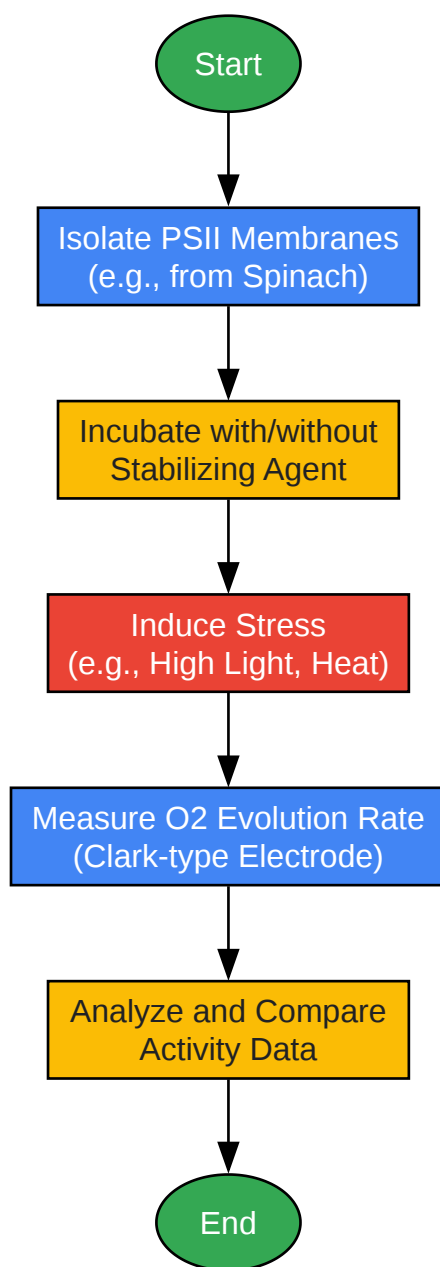 Start
Isolate PSII Membranes
(e.g., from Spinach)
Incubate with/without
Stabilizing Agent
Induce Stress
(e.g., High Light, Heat)
Measure O2 Evolution Rate
(Clark-type Electrode)
Analyze and Compare
Activity Data
End